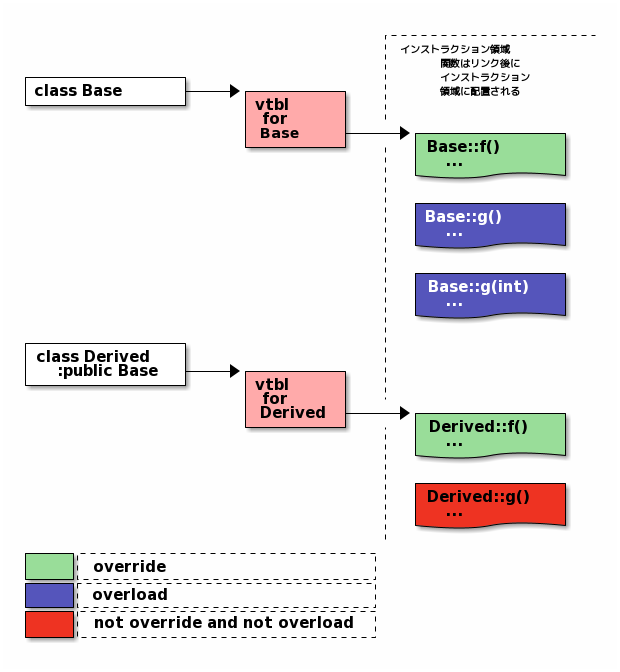 インストラクション領域
関数はリンク後に
インストラクション
領域に配置される
class Base
vtbl
for
Base
Base::f()
...
Base::g()
...
Base::g(int)
...
class Derived
:public Base
vtbl
for
Derived
Derived::f()
...
Derived::g()
...
override
overload
not override and not overload